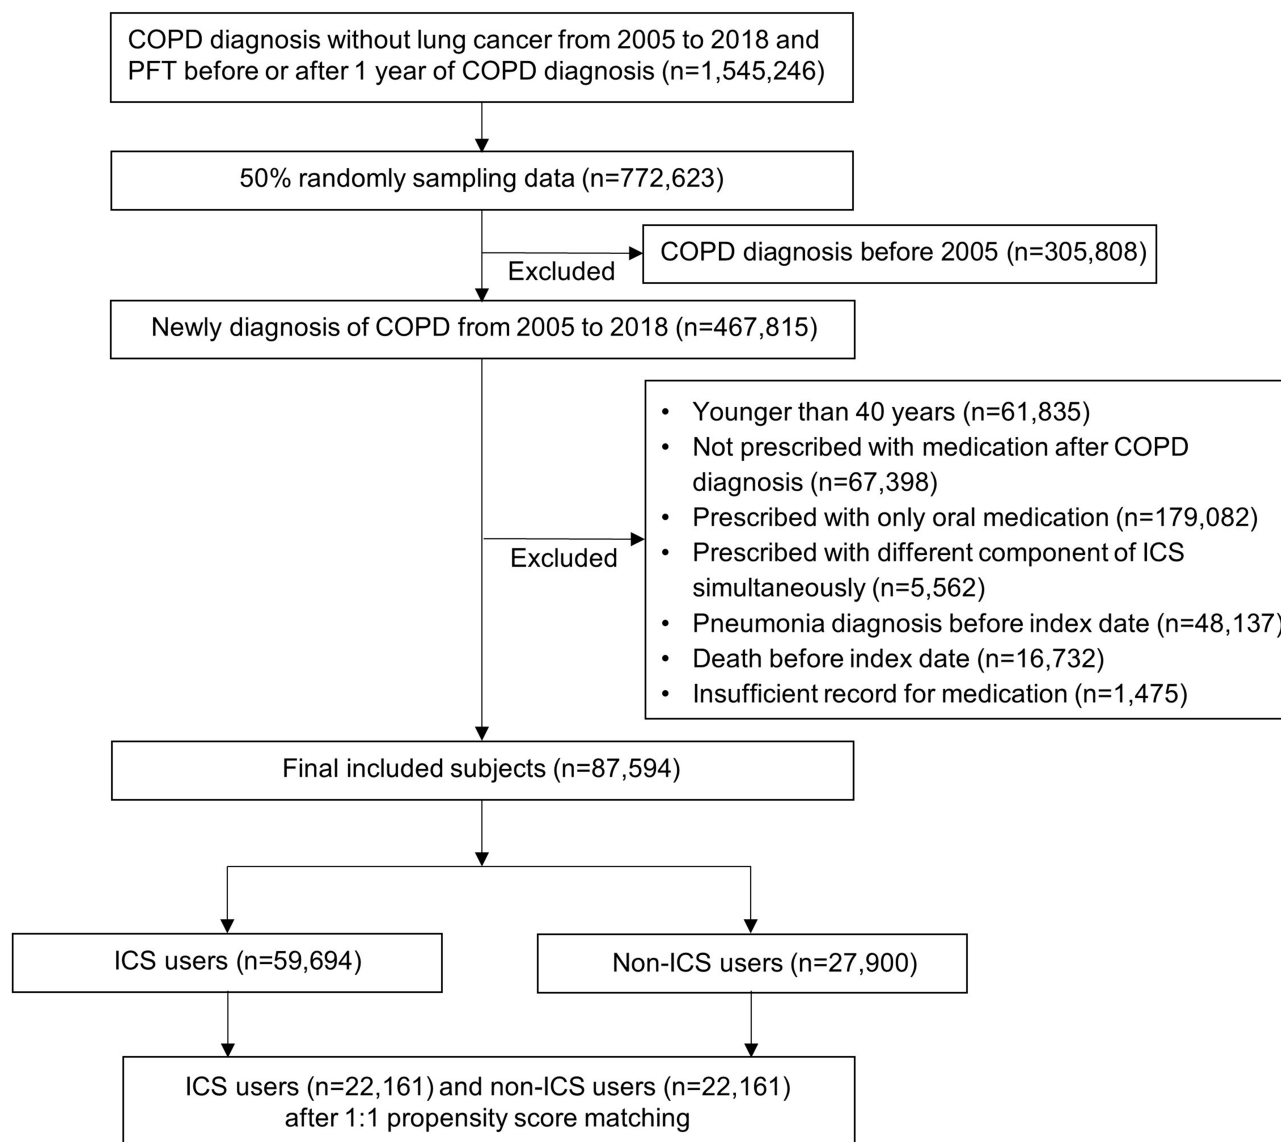 COPD diagnosis without lung cancer from 2005 to 2018 and
PFT before or after 1 year of COPD diagnosis (n=1,545,246)
50% randomly sampling data (n=772,623)
COPD diagnosis before 2005 (n=305,808)
Excluded
Newly diagnosis of COPD from 2005 to 2018 (n=467,815)
• Younger than 40 years (n=61,835)
• Not prescribed with medication after COPD
diagnosis (n=67,398)
• Prescribed with only oral medication (n=179,082)
• Prescribed with different component of ICS
simultaneously (n=5,562)
• Pneumonia diagnosis before index date (n=48,137)
• Death before index date (n=16,732)
• Insufficient record for medication (n=1,475)
Excluded
Final included subjects (n=87,594)
ICS users (n=59,694)
Non-ICS users (n=27,900)
ICS users (n=22,161) and non-ICS users (n=22,161)
after 1:1 propensity score matching